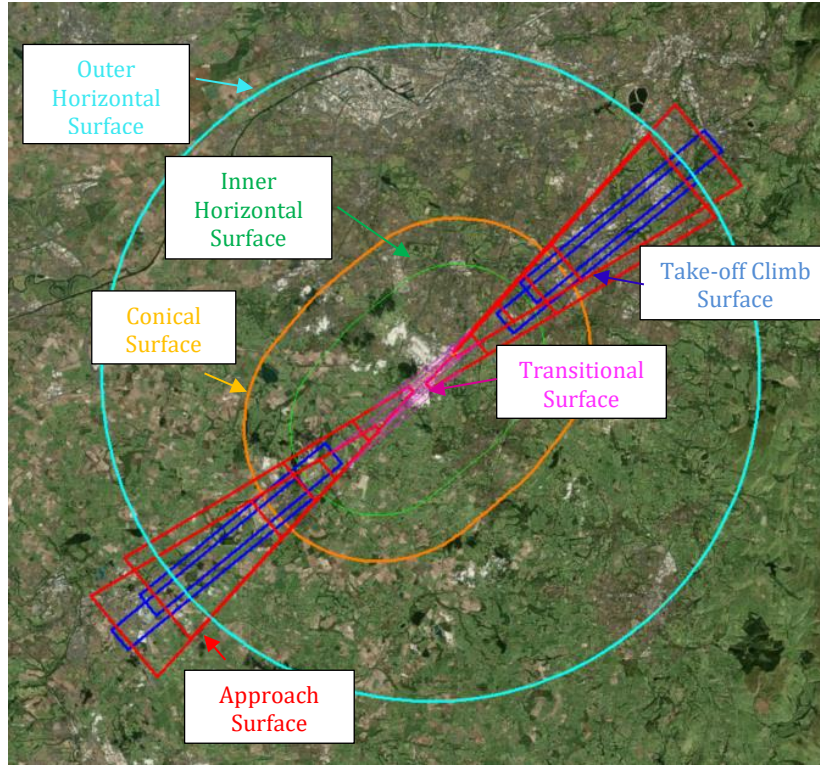 Outer
Horizontal
Surface
Inner
Horizontal
Surface
Take-off Climb
Surface
Conical
Surface
Transitional
Surface
Approach
Surface